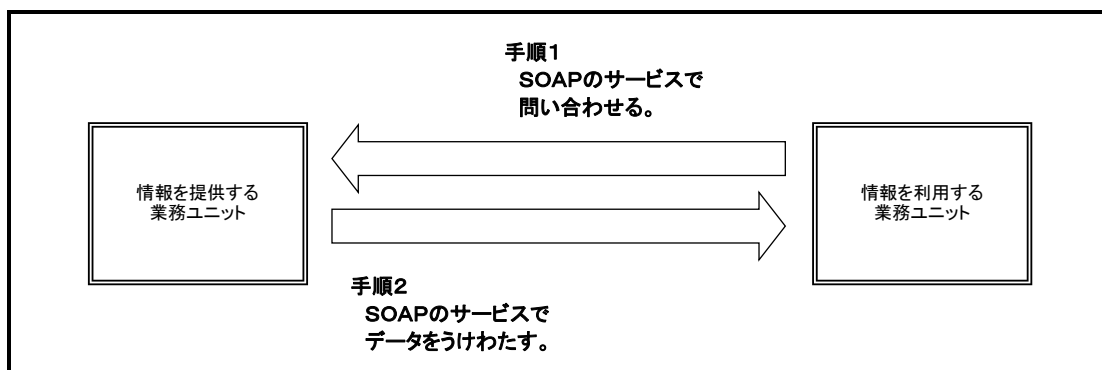 手順1
SOAPのサービスで
問い合わせる。
情報を提供する
業務ユニット
情報を利用する
業務ユニット
手順2
SOAPのサービスで
データをうけわたす。